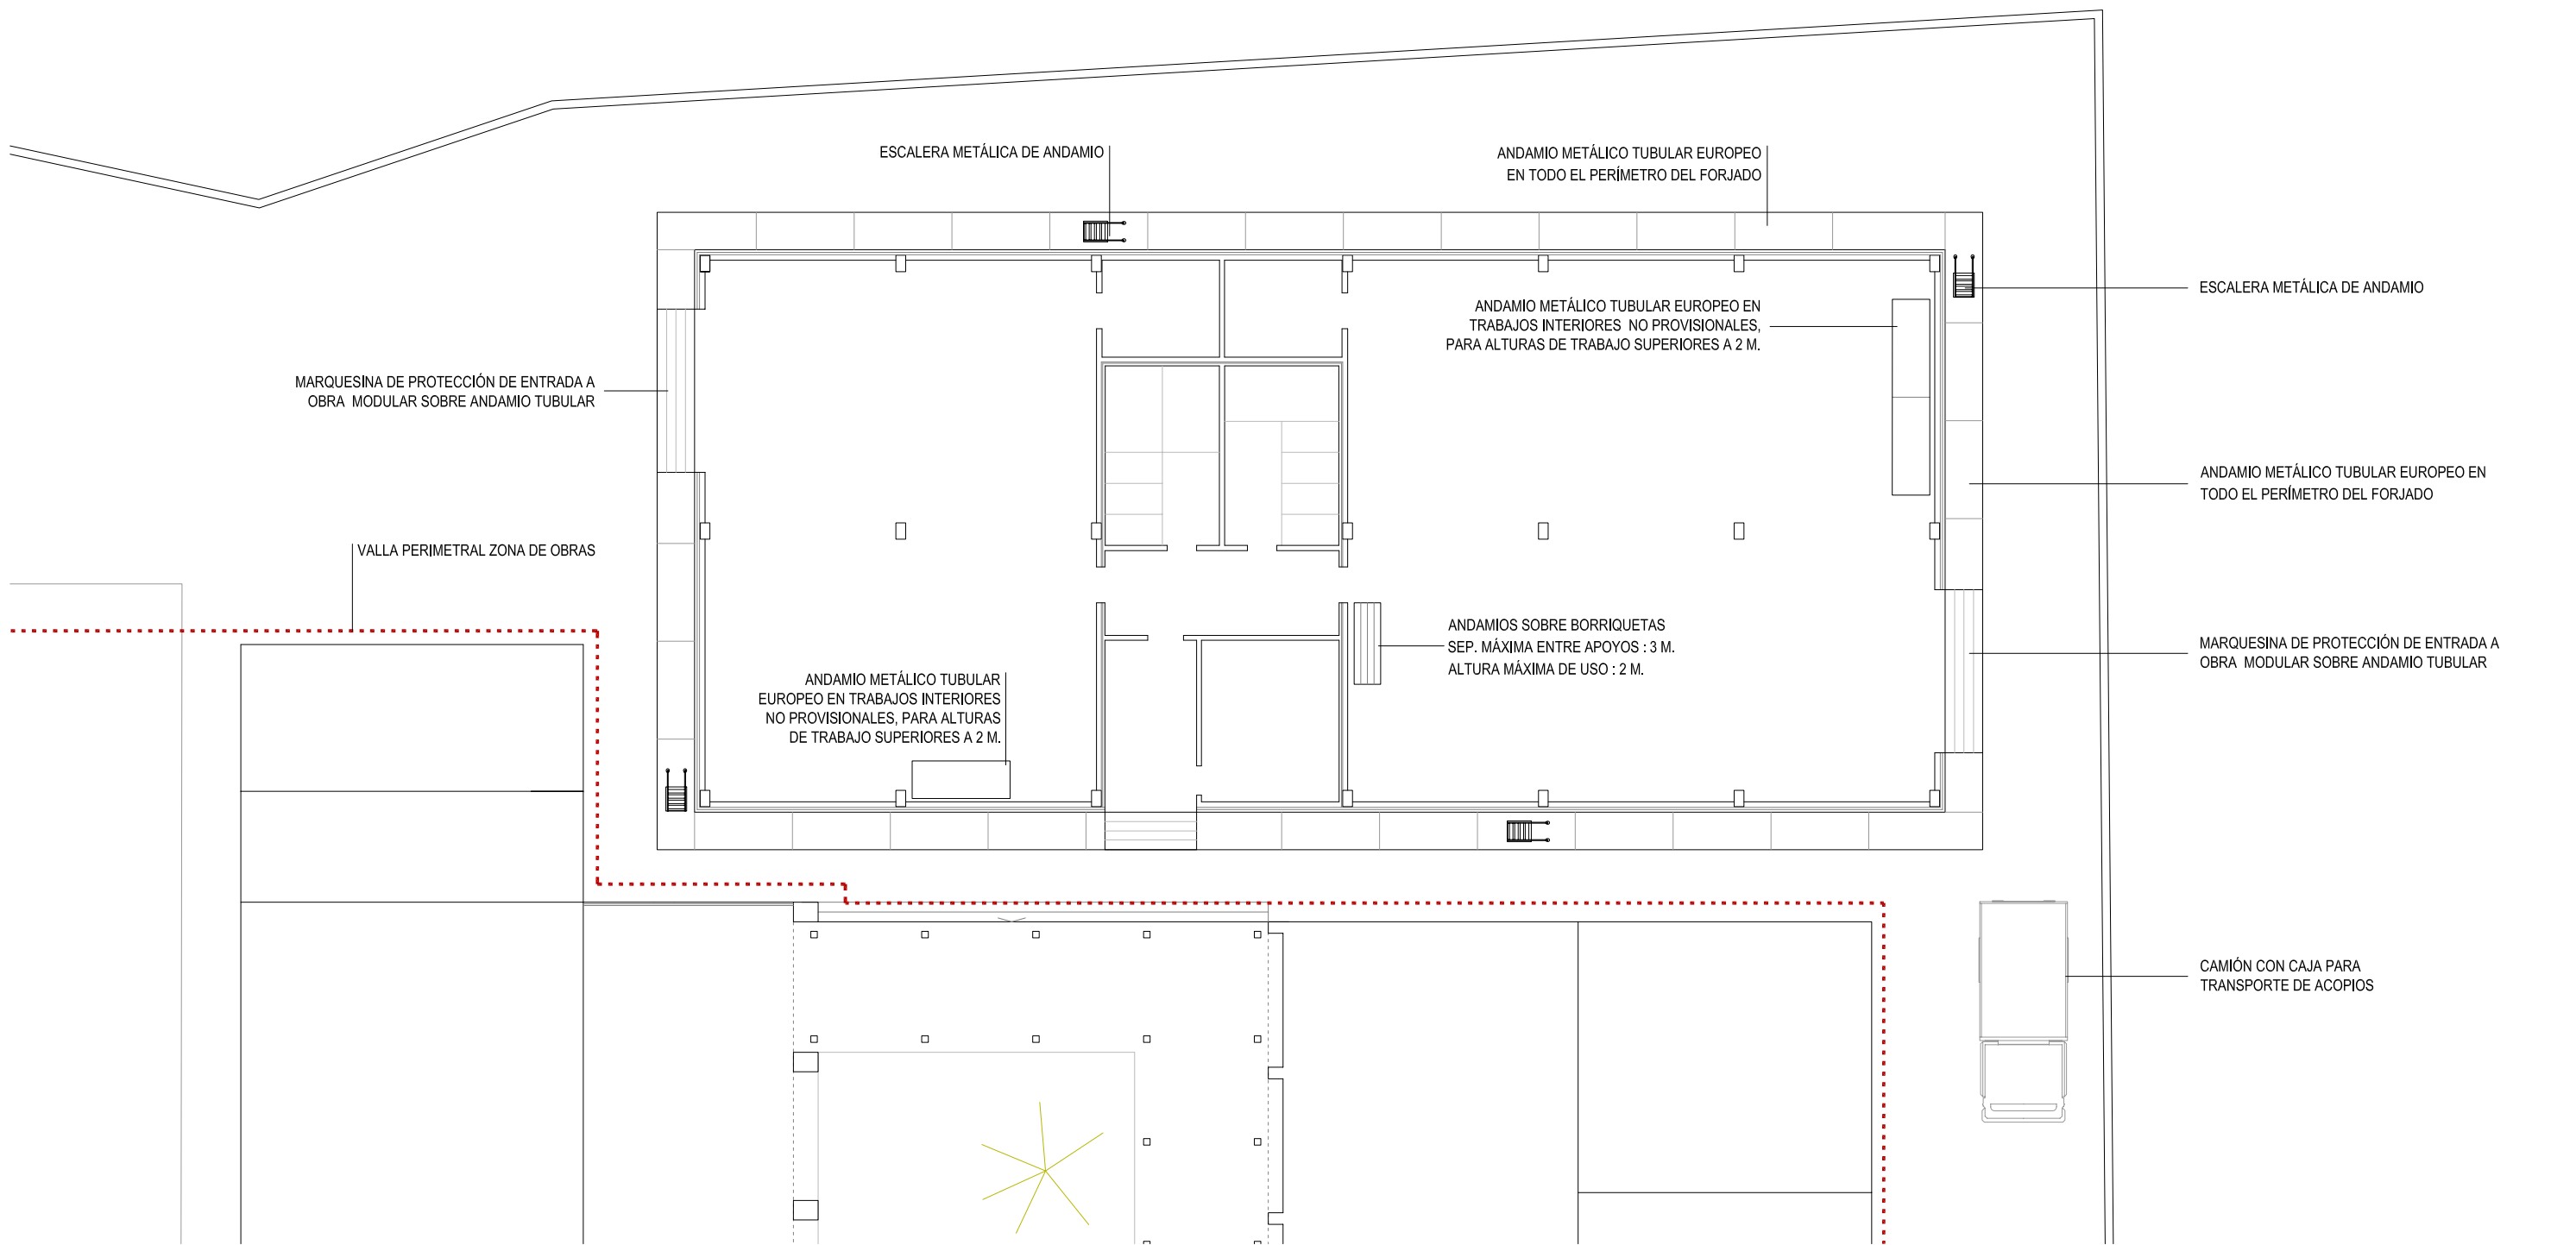 ESCALERA METÁLICA DE ANDAMIO
ANDAMIO METÁLICO TUBULAR EUROPEO
EN TODO EL PERÍMETRO DEL FORJADO
ESCALERA METÁLICA DE ANDAMIO
ANDAMIO METÁLICO TUBULAR EUROPEO EN
TRABAJOS INTERIORES NO PROVISIONALES,
PARA ALTURAS DE TRABAJO SUPERIORES A 2 M.
MARQUESINA DE PROTECCIÓN DE ENTRADA A
OBRA MODULAR SOBRE ANDAMIO TUBULAR
ANDAMIO METÁLICO TUBULAR EUROPEO EN
TODO EL PERÍMETRO DEL FORJADO
VALLA PERIMETRAL ZONA DE OBRAS
ANDAMIOS SOBRE BORRIQUETAS
SEP. MÁXIMA ENTRE APOYOS : 3 M.
ALTURA MÁXIMA DE USO : 2 M.
MARQUESINA DE PROTECCIÓN DE ENTRADA A
OBRA MODULAR SOBRE ANDAMIO TUBULAR
ANDAMIO METÁLICO TUBULAR
EUROPEO EN TRABAJOS INTERIORES
NO PROVISIONALES, PARA ALTURAS
DE TRABAJO SUPERIORES A 2 M.
CAMIÓN CON CAJA PARA
TRANSPORTE DE ACOPIOS